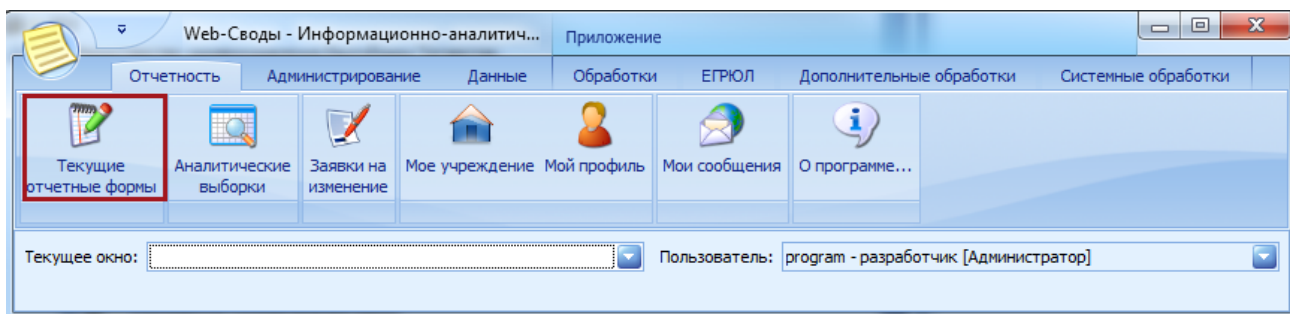 Web-Своды - Информационно-аналитич... Приложение
Отчетность Администрирование Данные Обработки ЕГРЮЛ Дополнительные обработки Системные обработки
Текущие отчетные формы
Аналитические выборки
Заявки на изменение
Мое учреждение
Мой профиль
Мои сообщения
О программе...
Текущее окно: Пользователь: program - разработчик [Администратор]